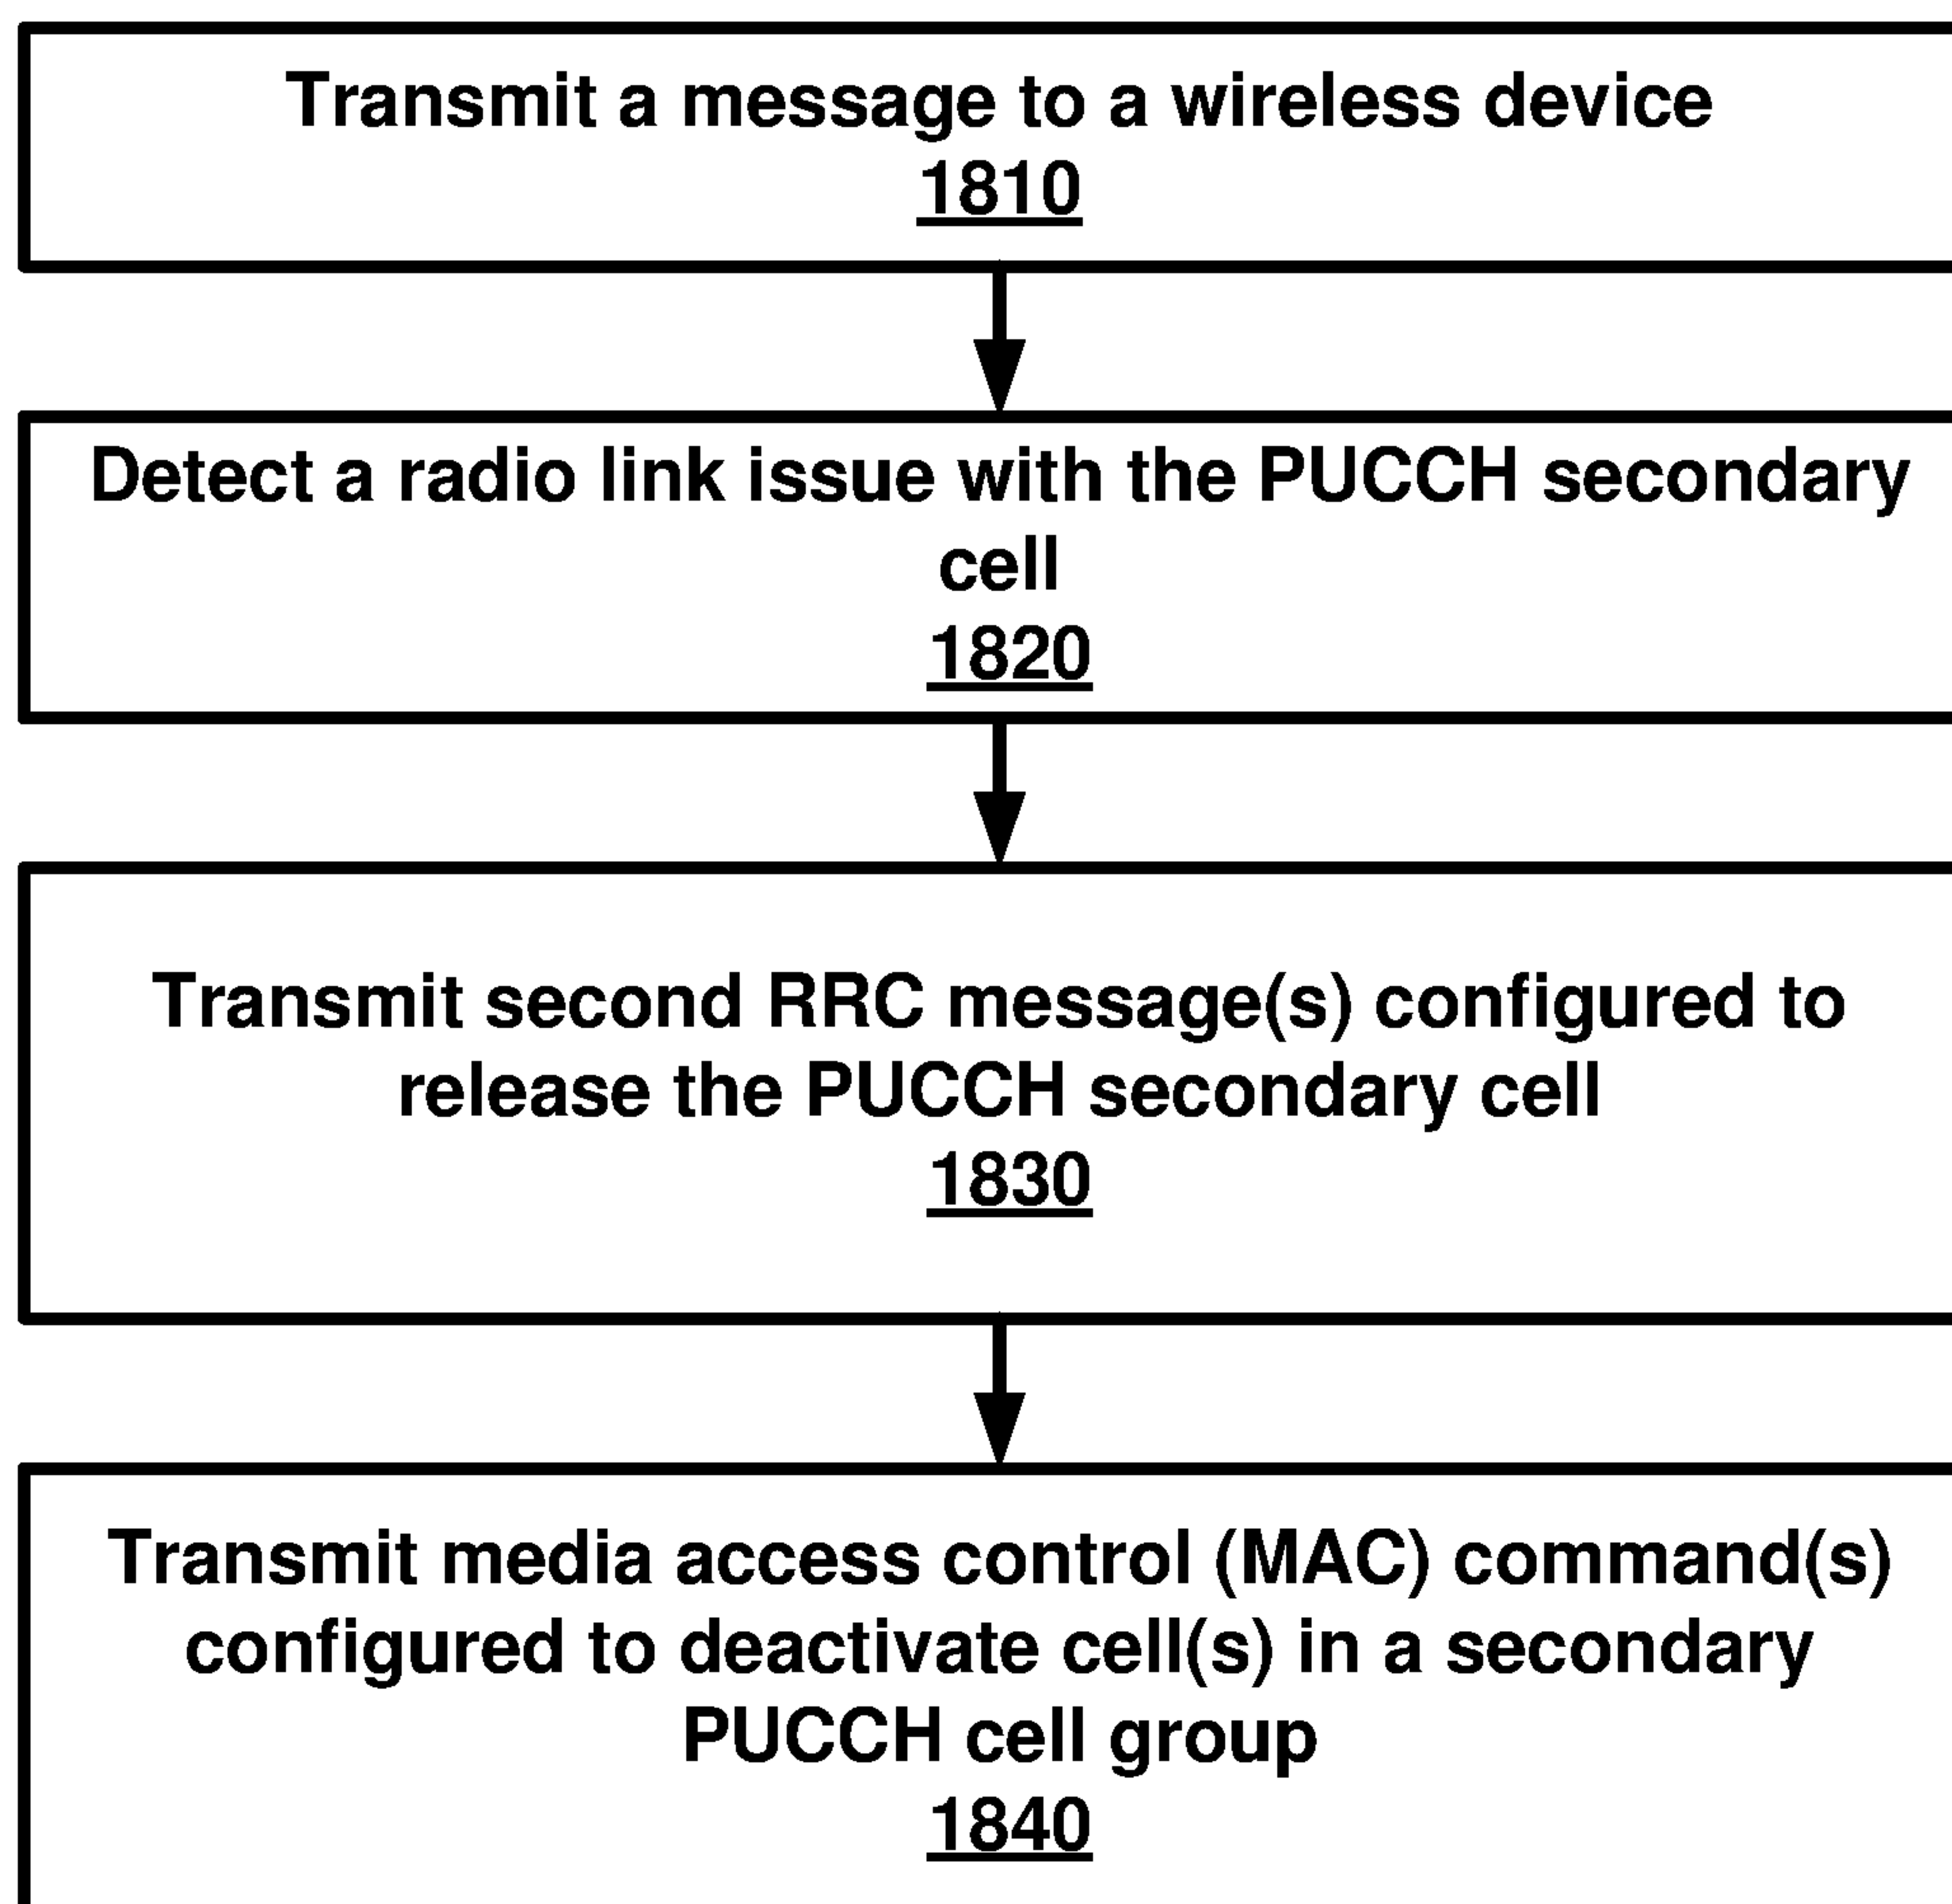 Transmit a message to a wireless device
1810
Detect a radio link issue with the PUCCH secondary
cell
1820
Transmit second RRC message(s) configured to
release the PUCCH secondary cell
1830
Transmit media access control (MAC) command(s)
configured to deactivate cell(s) in a secondary
PUCCH cell group
1840